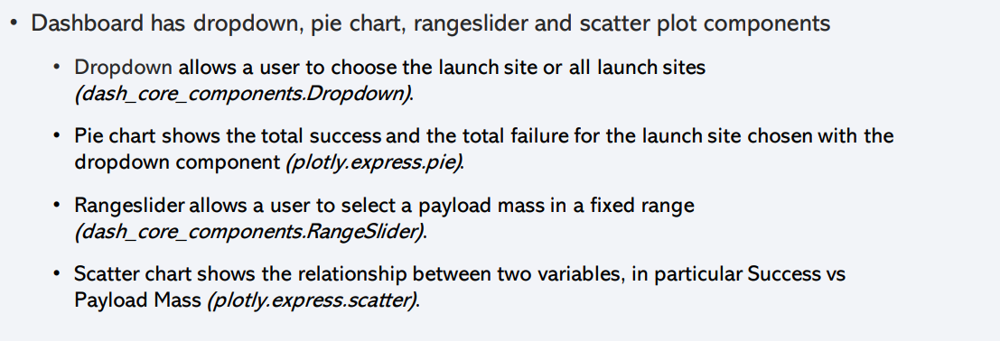 • Dashboard has dropdown, pie chart, rangeslider and scatter plot components
• Dropdown allows a user to choose the launch site or all launch sites
(dash_core_components.Dropdown).
• Pie chart shows the total success and the total failure for the launch site chosen with the
dropdown component (plotly.express.pie).
• Rangeslider allows a user to select a payload mass in a fixed range
(dash_core_components.RangeSlider).
• Scatter chart shows the relationship between two variables, in particular Success vs
Payload Mass (plotly.express.scatter).